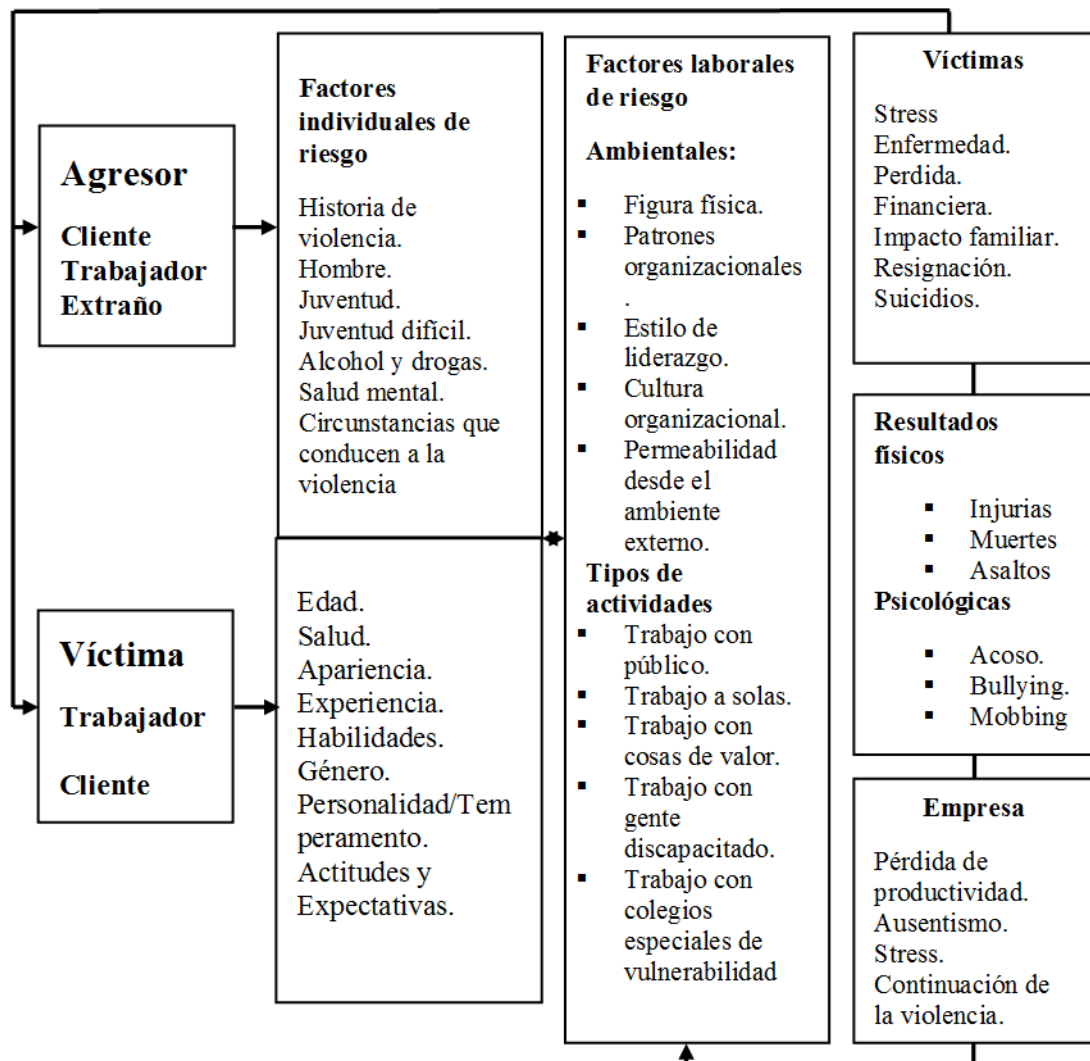 Agresor
Cliente
Trabajador
Extraño
Víctima
Trabajador
Cliente
Factores
individuales de
riesgo
Historia de
violencia.
Hombre.
Juventud.
Juventud difícil.
Alcohol y drogas.
Salud mental.
Circunstancias que
conducen a la
violencia
Edad.
Salud.
Apariencia.
Experiencia.
Habilidades.
Género.
Personalidad/Tem
peramento.
Actitudes y
Expectativas.
Factores laborales
de riesgo
Ambientales:
▪ Figura física.
▪ Patrones
organizacionales
.
▪ Estilo de
liderazgo.
▪ Cultura
organizacional.
▪ Permeabilidad
desde el
ambiente
externo.
Tipos de
actividades
▪ Trabajo con
público.
▪ Trabajo a solas.
▪ Trabajo con
cosas de valor.
▪ Trabajo con
gente
discapacitado.
▪ Trabajo con
colegios
especiales de
vulnerabilidad
Víctimas
Stress
Enfermedad.
Perdida.
Financiera.
Impacto familiar.
Resignación.
Suicidios.
Resultados
físicos
▪ Injurias
▪ Muertes
▪ Asaltos
Psicológicas
▪ Acoso.
▪ Bullying.
▪ Mobbing
Empresa
Pérdida de
productividad.
Ausentismo.
Stress.
Continuación de
la violencia.